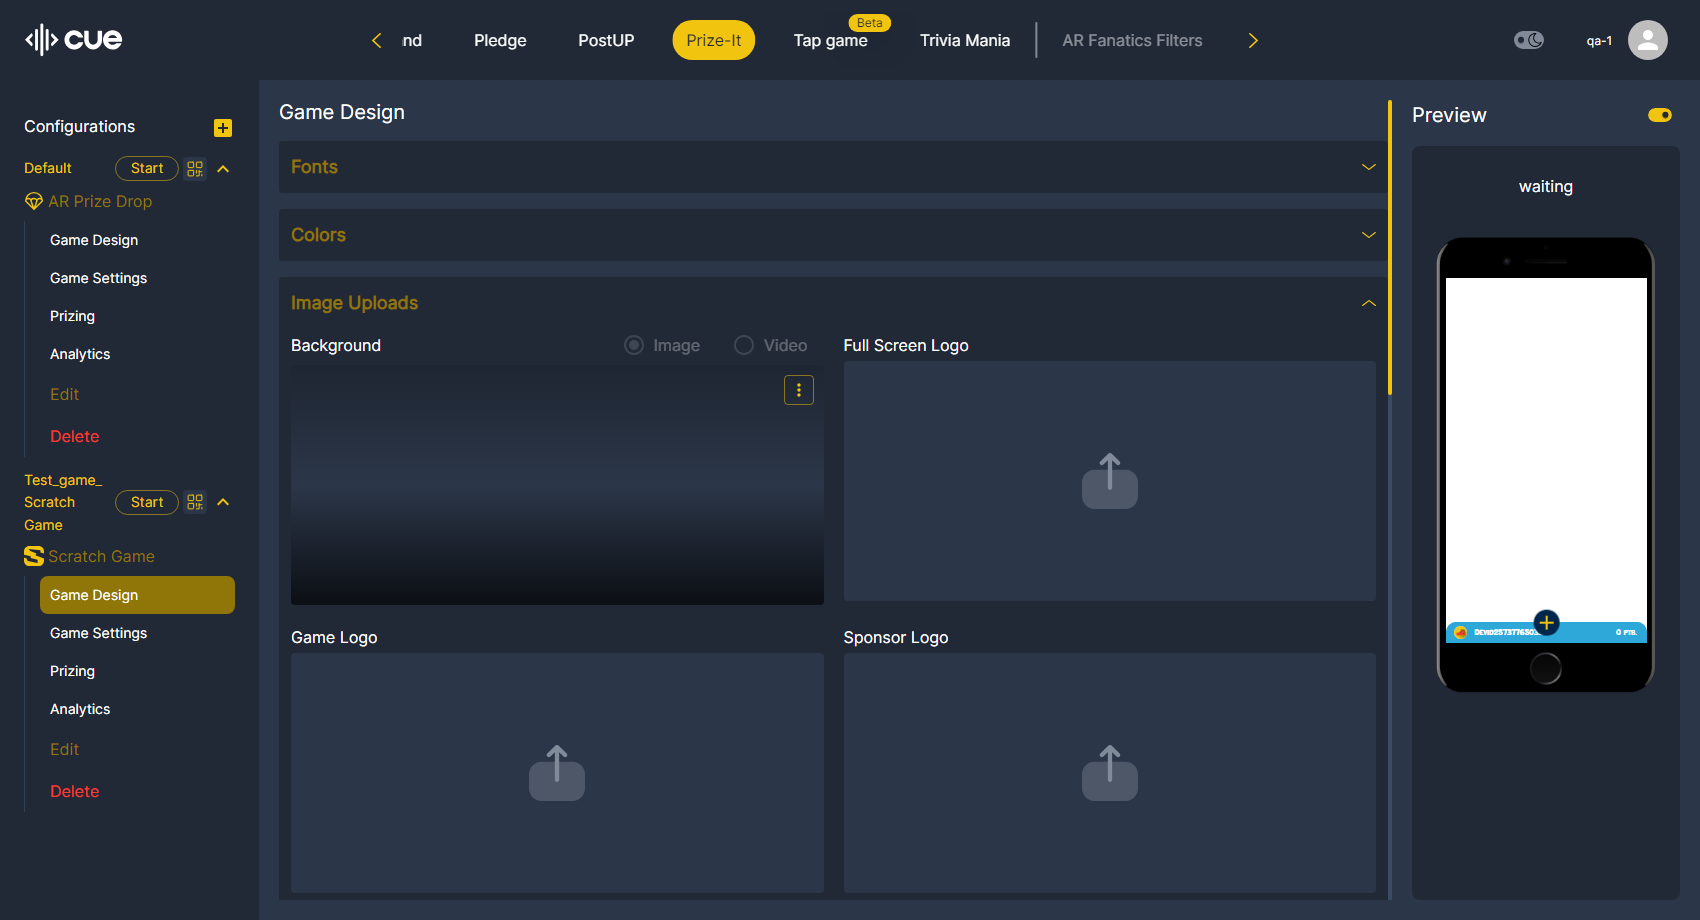 cue
nd
Pledge
PostUP
Prize-It
Beta
Tap game
Trivia Mania
AR Fanatics Filters
qa-1
Configurations
Default
Start
AR Prize Drop
Game Design
Game Settings
Prizing
Analytics
Edit
Delete
Test_game_
Scratch
Game
Start
Scratch Game
Game Design
Game Settings
Prizing
Analytics
Edit
Delete
Game Design
Fonts
Colors
Image Uploads
Background
Image
Video
Full Screen Logo
Game Logo
Sponsor Logo
Preview
waiting
0 PTS.